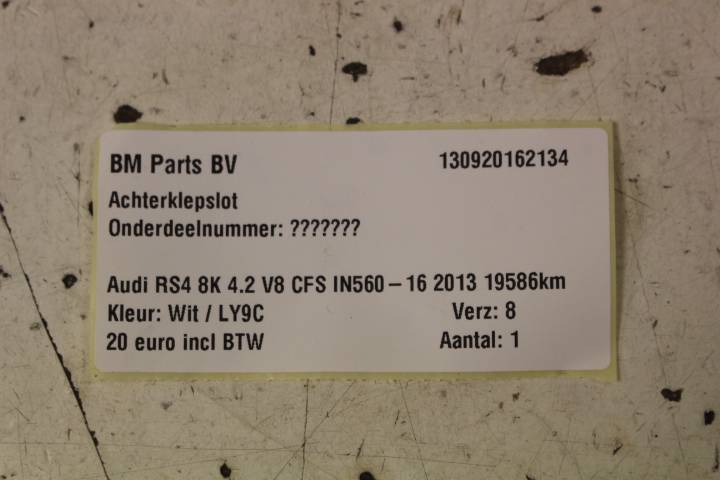 BM Parts BV 130920162134
Achterklepslot
Onderdeelnummer: ???????
Audi RS4 8K 4.2 V8 CFS IN560 – 16 2013 19586km
Kleur: Wit / LY9C Verz: 8
20 euro incl BTW Aantal: 1